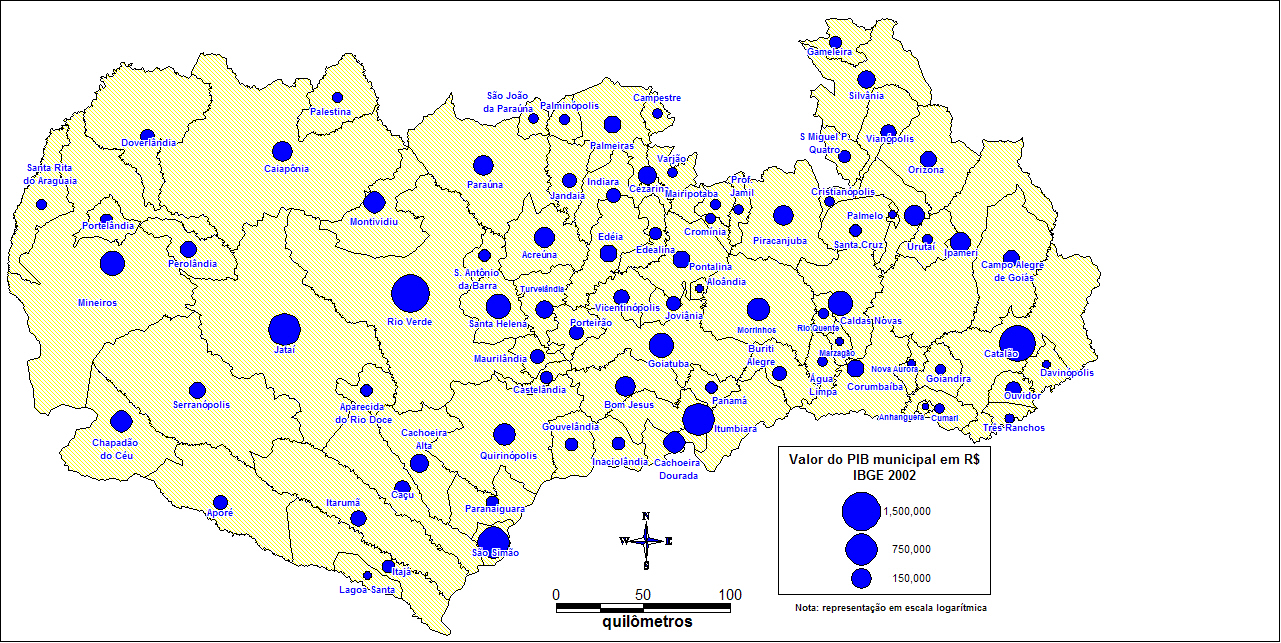 Gameleira
Silvânia
São João
da Paraúna
Palminópolis
Campestre
Palestina
Doverlândia
Vianópolis
S Miguel P.
Quatro
Palmeiras
Varjão
Santa Rita
do Araguaia
Caiapônia
Orizona
Paraúna
Jandaia
Indiara
Cezarina
Mairipotaba
Prof.
Jamil
Cristianópolis
Portelândia
Montividiu
Palmelo
Cromínia
Piracanjuba
Santa.Cruz
Urutaí
Ipameri
Edéia
Edealina
Acreúna
Perolândia
Pontalina
Campo Alegre
de Goiás
S. Antônio
da Barra
Turvelândia
Aloândia
Mineiros
Vicentinópolis
Joviânia
Rio Verde
Santa Helena
Porteirão
Morrinhos
Rio Quente
Caldas Novas
Jataí
Maurilândia
Goiatuba
Buriti
Alegre
Marzagão
Catalão
Nova Aurora
Davinópolis
Castelândia
Água
Limpa
Corumbaíba
Goiandira
Serranópolis
Aparecida
do Rio Doce
Bom Jesus
Panamá
Ouvidor
Anhanguera
Cumari
Três Ranchos
Chapadão
do Céu
Cachoeira
Alta
Gouvelândia
Itumbiara
Quirinópolis
Inaciolândia
Cachoeira
Dourada
Caçu
Itarumã
Paranaiguara
Aporé
São Simão
Itajá
Lagoa Santa
Valor do PIB municipal em R$
IBGE 2002
1,500,000
750,000
150,000
Nota: representação em escala logarítmica
N
W E
S
0 50 100
quilômetros